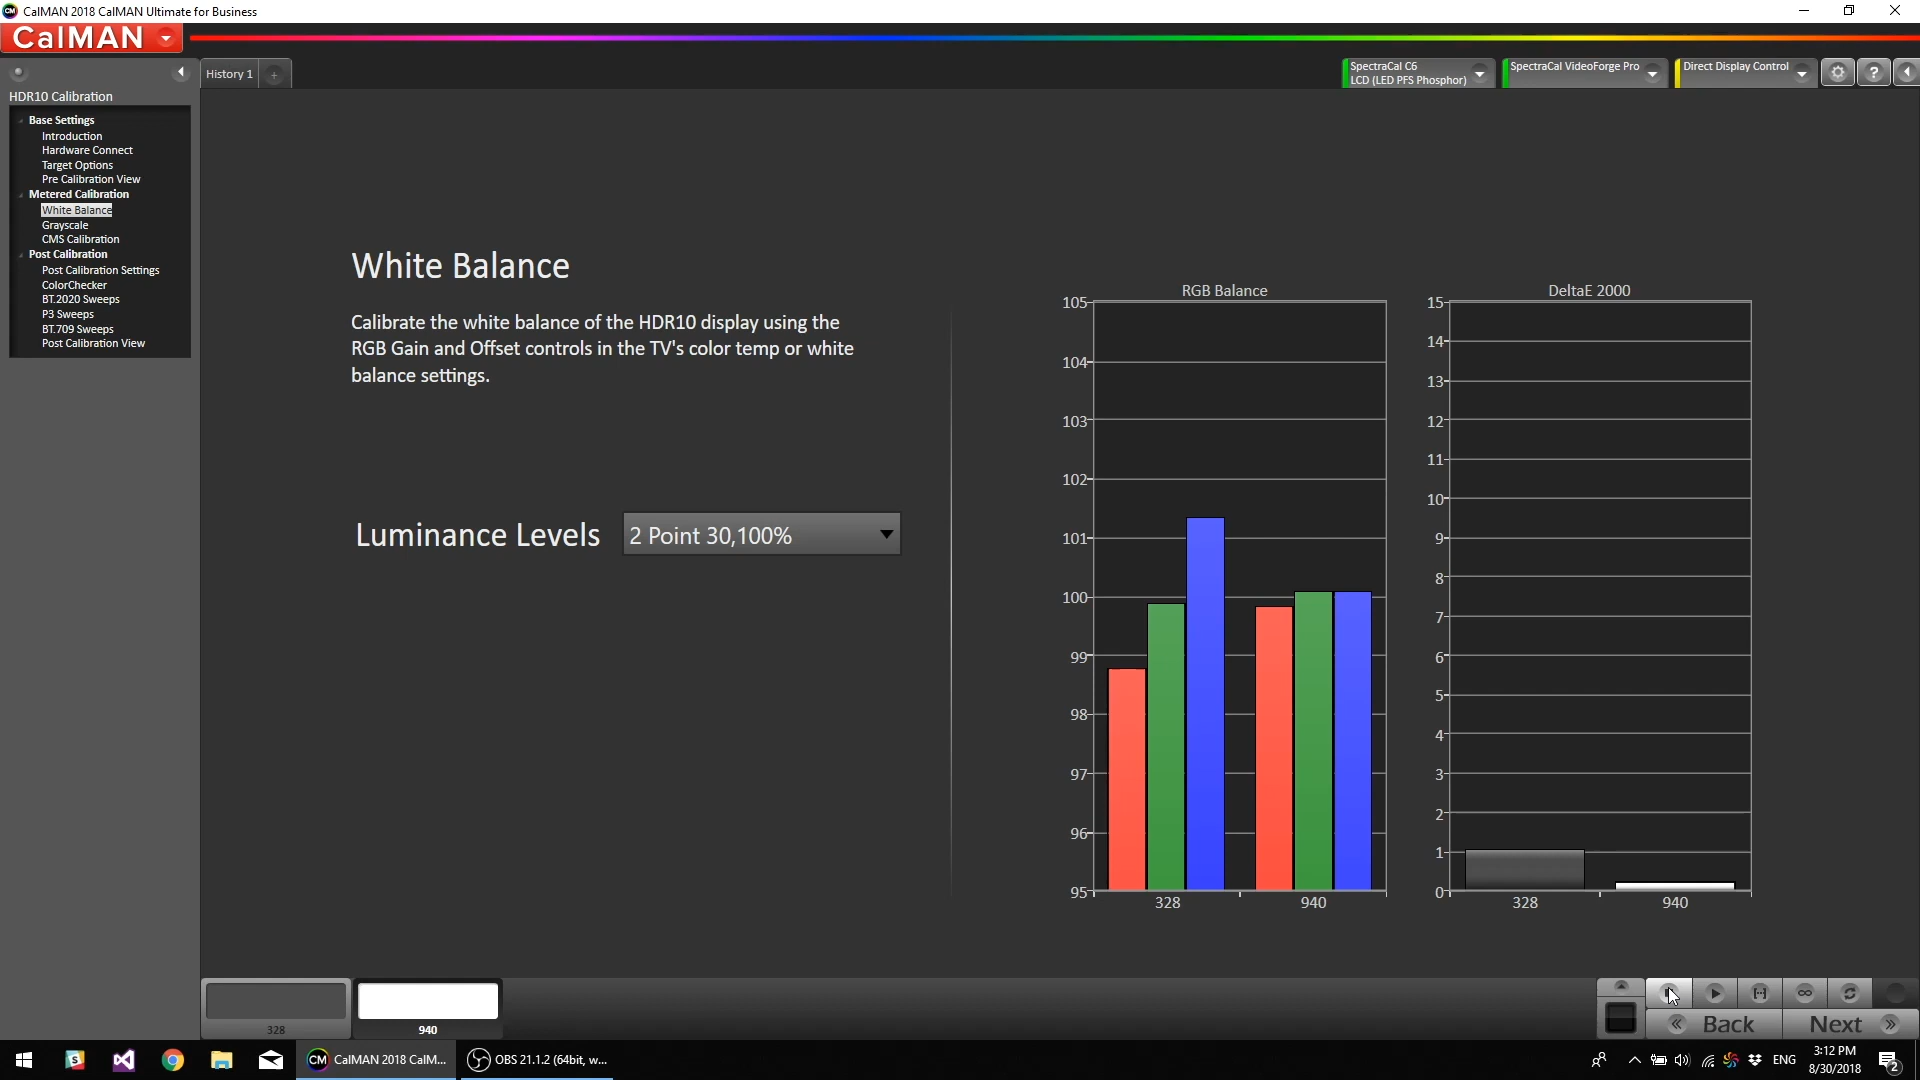 CalMAN 2018 CalMAN Ultimate for Business
CalMAN
History 1
SpectraCal C6
LCD (LED PFS Phosphor)
SpectraCal VideoForge Pro
Direct Display Control
HDR10 Calibration
Base Settings
Introduction
Hardware Connect
Target Options
Pre Calibration View
Metered Calibration
White Balance
Grayscale
CMS Calibration
Post Calibration
Post Calibration Settings
ColorChecker
BT.2020 Sweeps
P3 Sweeps
BT.709 Sweeps
Post Calibration View
White Balance
Calibrate the white balance of the HDR10 display using the
RGB Gain and Offset controls in the TV's color temp or white
balance settings.
Luminance Levels
2 Point 30,100%
RGB Balance
105
104
103
102
101
100
99
98
97
96
95
328
940
DeltaE 2000
15
14
13
12
11
10
9
8
7
6
5
4
3
2
1
0
328
940
328
940
Back
Next
CM
CalMAN 2018 CalM...
OBS 21.1.2 (64bit, w...
ENG
3:12 PM
8/30/2018
2